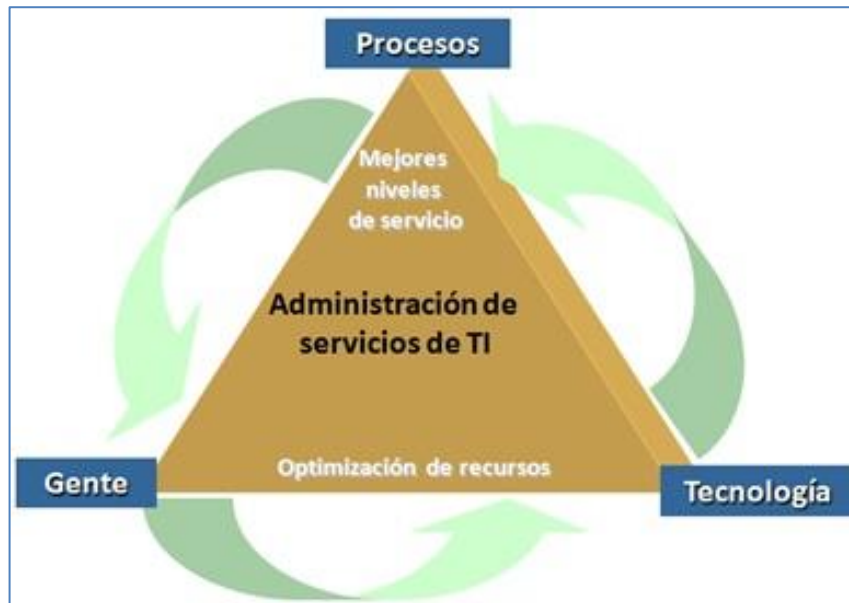 Procesos
Mejores
niveles
de servicio
Administración de
servicios de TI
Optimización de recursos
Gente
Tecnología